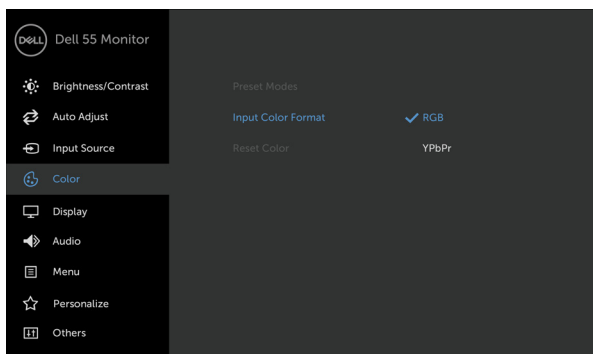 DELL Dell 55 Monitor
Brightness/Contrast
Preset Modes
Auto Adjust
Input Color Format
RGB
Input Source
Reset Color
YPbPr
Color
Display
Audio
Menu
Personalize
Others